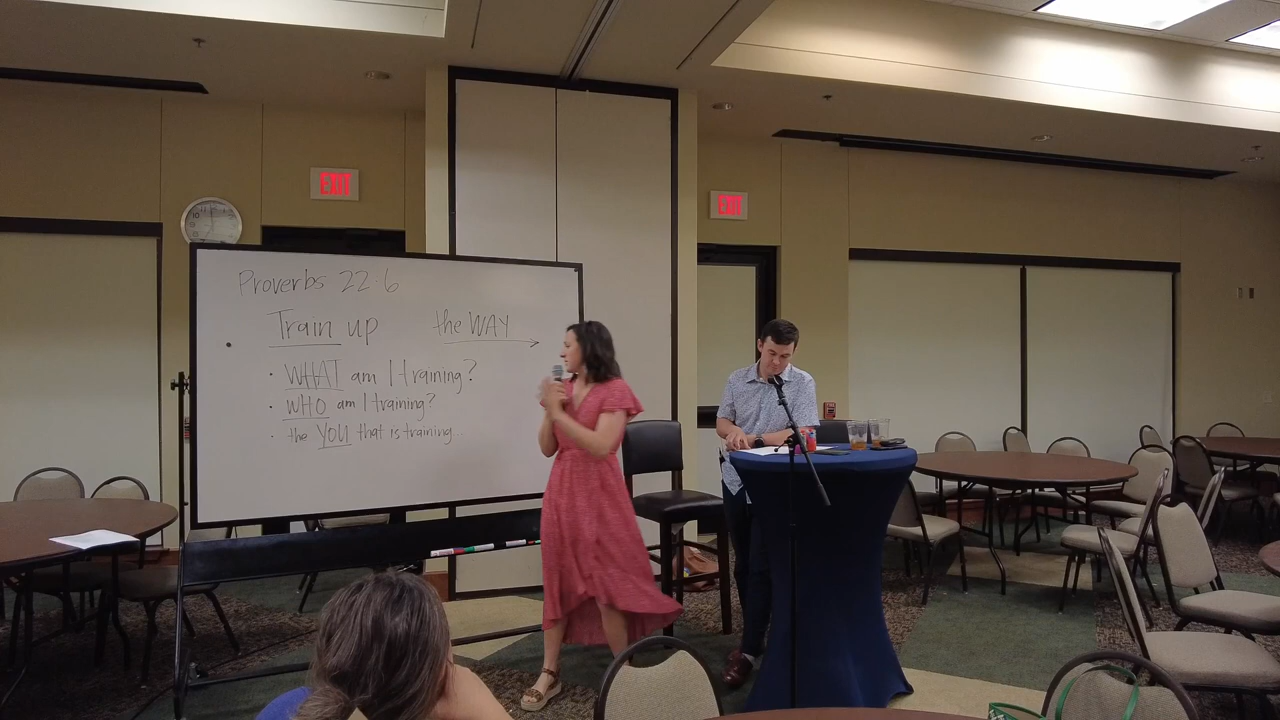 EXIT
EXIT
Proverbs 22:6
Train up the WAY
• WHAT am I training?
• WHO am I training?
• the YOU that is training..